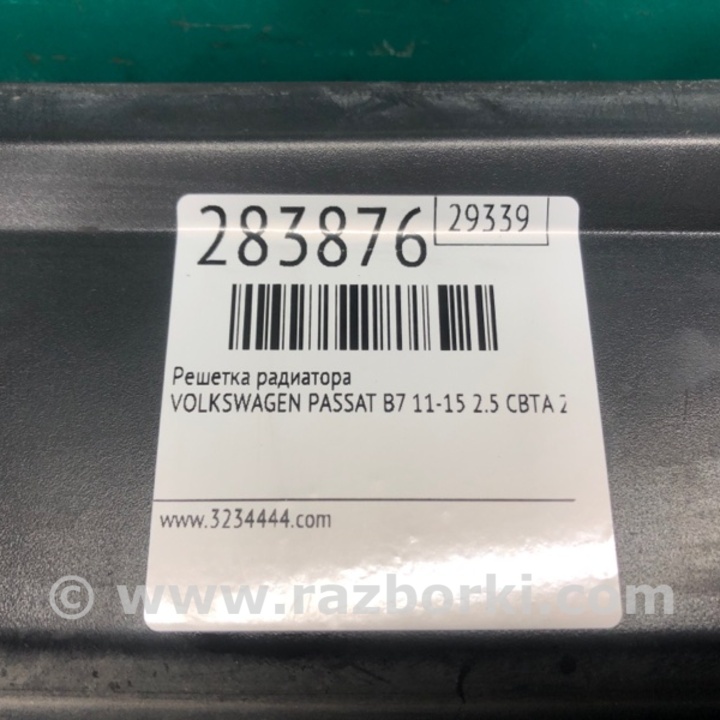 283876
29339
Решетка радиатора
VOLKSWAGEN PASSAT B7 11-15 2.5 CBTA 2
www.3234444.com
© www.razborki.com